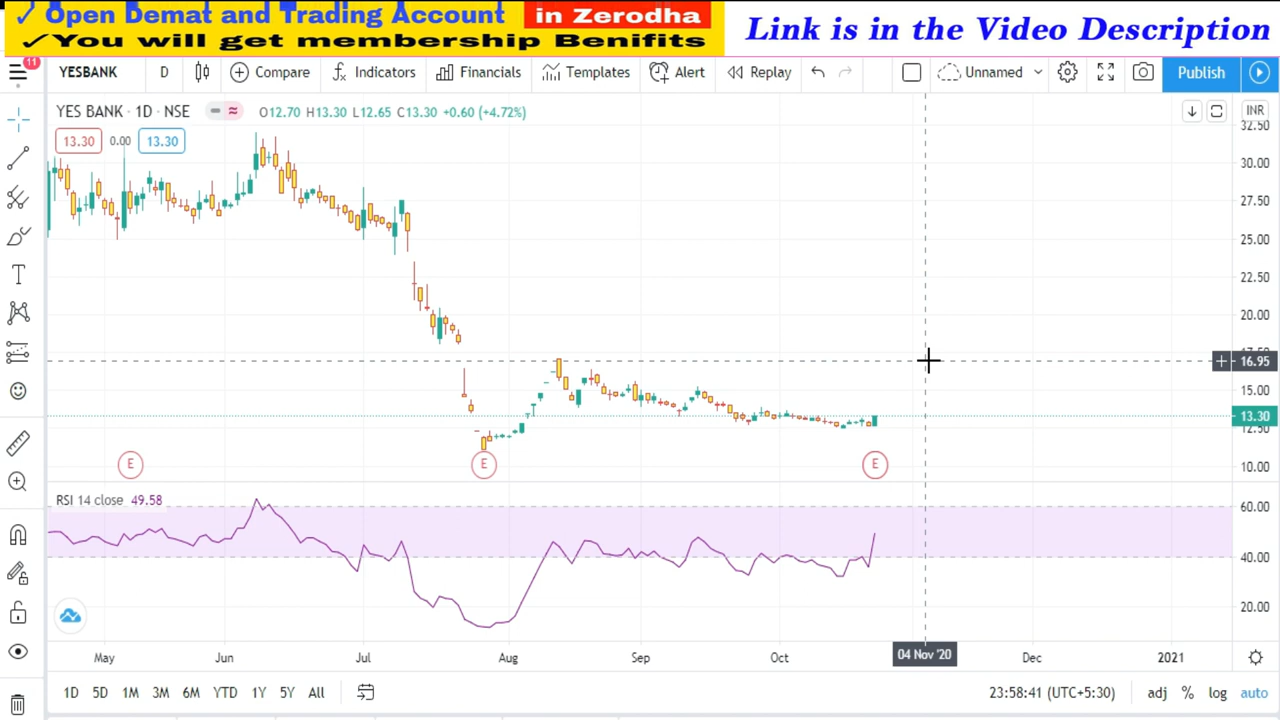 ✓ Open Demat and Trading Account in Zerodha
✓You will get membership Benifits
Link is in the Video Description
11
YESBANK D Compare Indicators Financials Templates Alert Replay Unnamed Publish
YES BANK · 1D · NSE O12.70 H13.30 L12.65 C13.30 +0.60 (+4.72%)
INR
13.30 0.00 13.30
32.50
30.00
27.50
25.00
22.50
20.00
16.95
15.00
13.30
12.50
10.00
E E E
RSI 14 close 49.58
60.00
40.00
20.00
May Jun Jul Aug Sep Oct 04 Nov '20 Dec 2021
1D 5D 1M 3M 6M YTD 1Y 5Y All 23:58:41 (UTC+5:30) adj % log auto